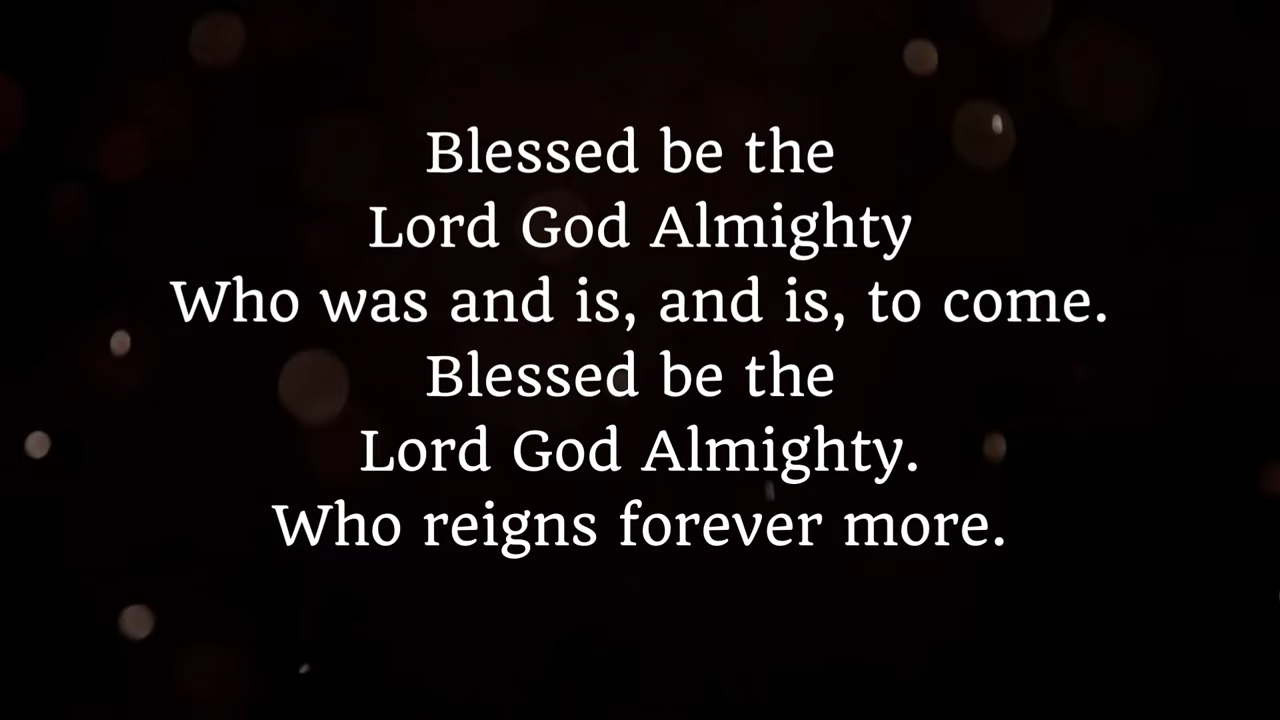 Blessed be the
Lord God Almighty
Who was and is, and is, to come.
Blessed be the
Lord God Almighty.
Who reigns forever more.